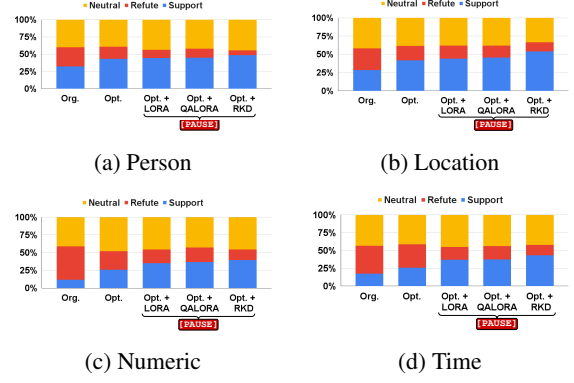 Neutral Refute Support
100%
75%
50%
25%
0%
Org. Opt. Opt. + LORA Opt. + QALORA Opt. + RKD
[PAUSE]
(a) Person
Neutral Refute Support
100%
75%
50%
25%
0%
Org. Opt. Opt. + LORA Opt. + QALORA Opt. + RKD
[PAUSE]
(b) Location
Neutral Refute Support
100%
75%
50%
25%
0%
Org. Opt. Opt. + LORA Opt. + QALORA Opt. + RKD
[PAUSE]
(c) Numeric
Neutral Refute Support
100%
75%
50%
25%
0%
Org. Opt. Opt. + LORA Opt. + QALORA Opt. + RKD
[PAUSE]
(d) Time